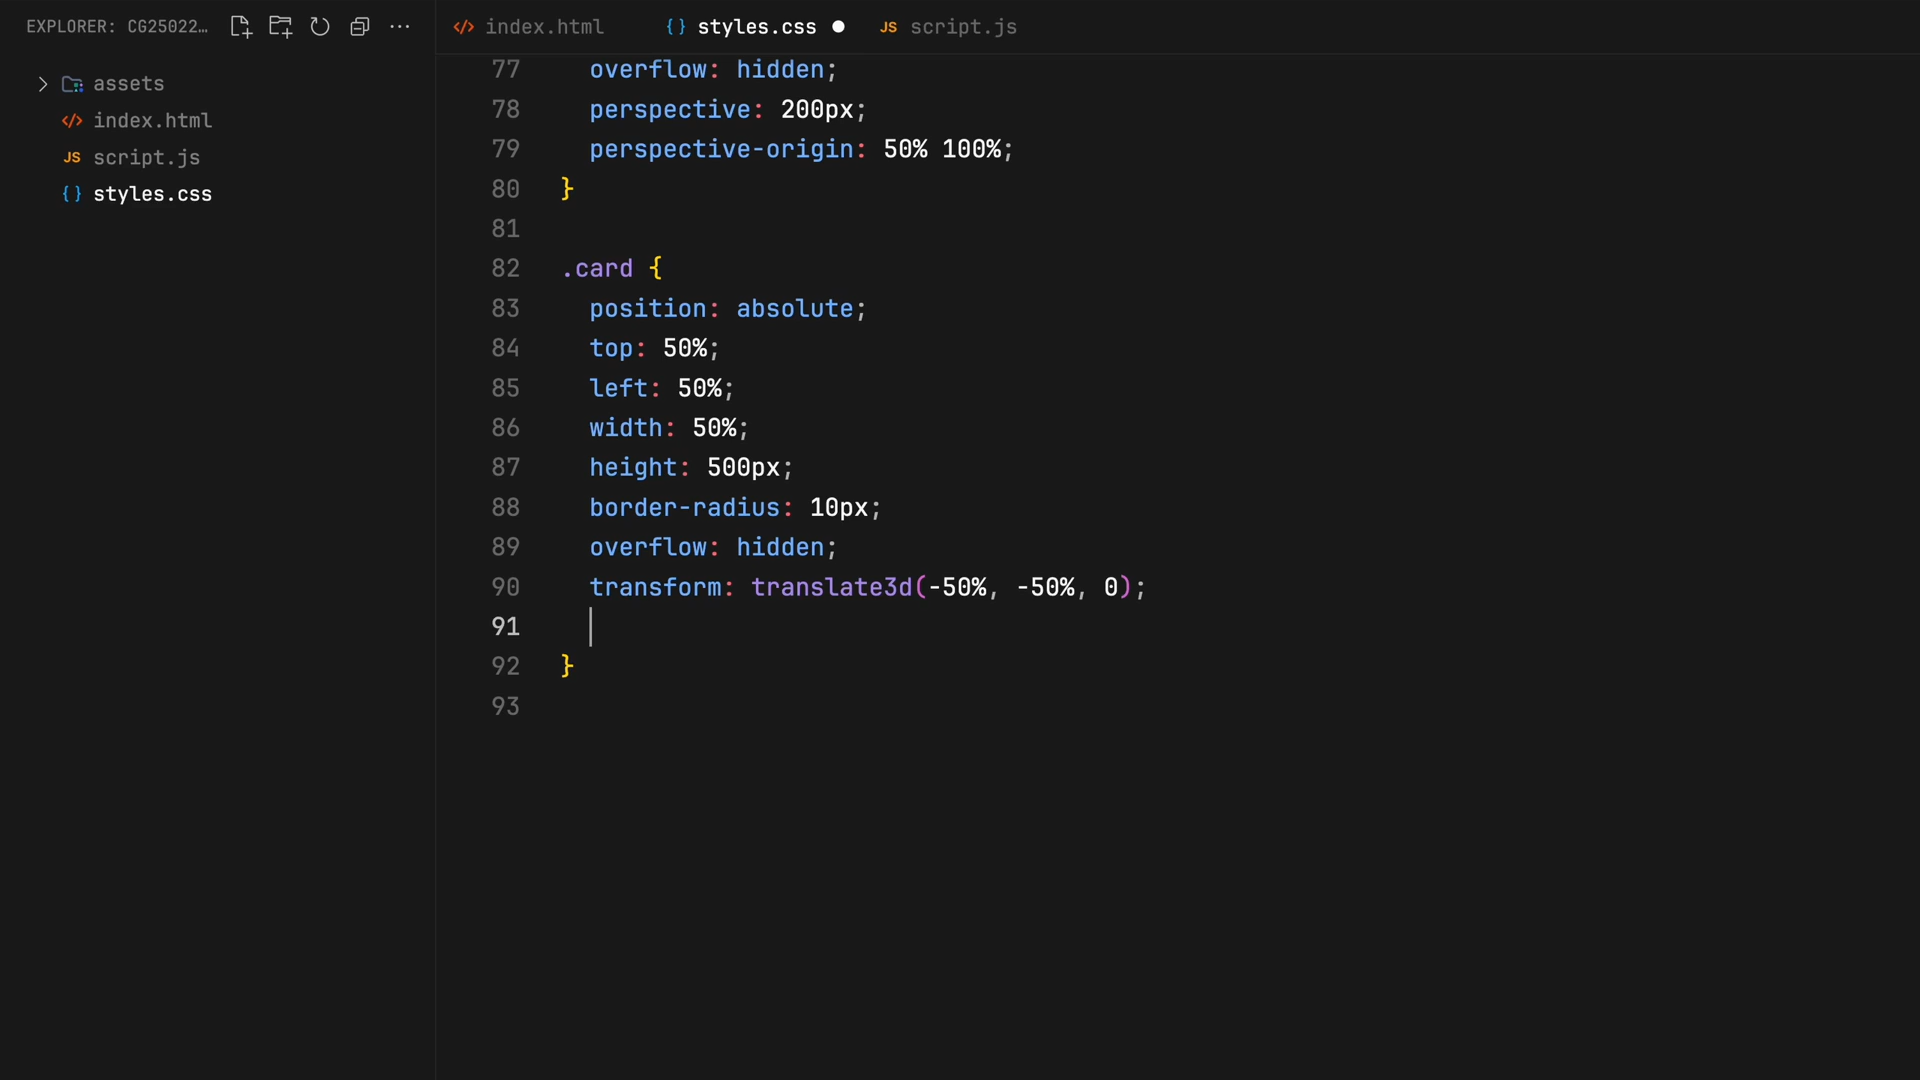 EXPLORER: CG25022…
assets
</> index.html
JS script.js
{} styles.css
</> index.html
{} styles.css ●
JS script.js
77 overflow: hidden;
78 perspective: 200px;
79 perspective-origin: 50% 100%;
80 }
81
82 .card {
83 position: absolute;
84 top: 50%;
85 left: 50%;
86 width: 50%;
87 height: 500px;
88 border-radius: 10px;
89 overflow: hidden;
90 transform: translate3d(-50%, -50%, 0);
91
92 }
93